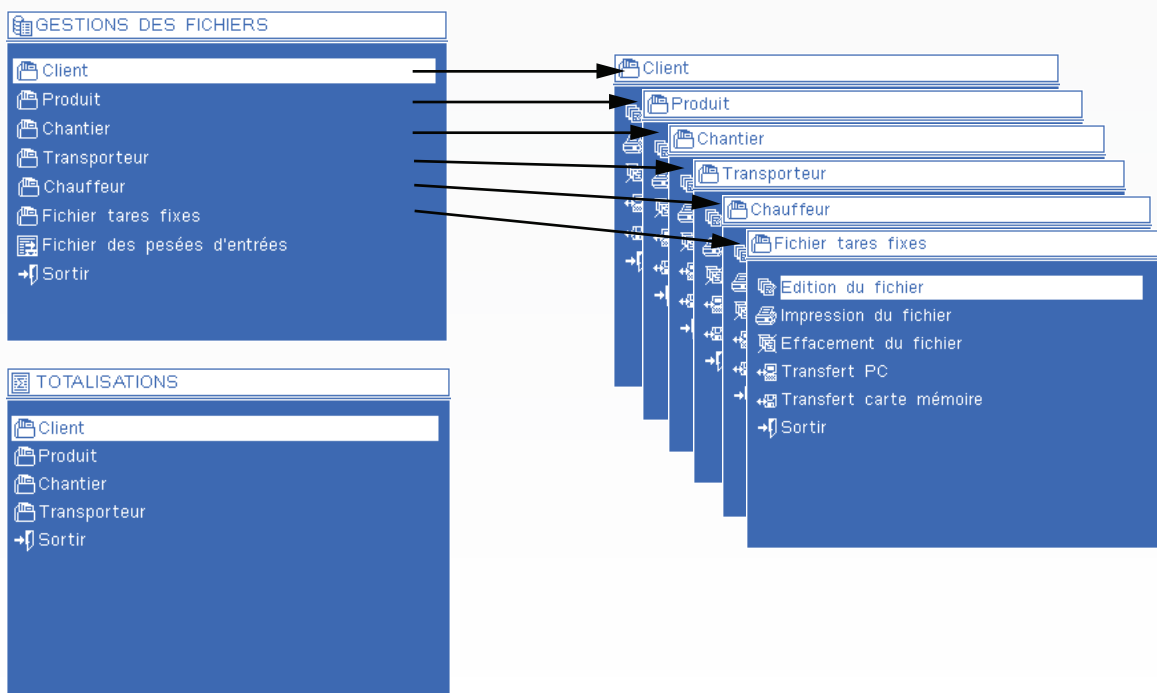 GESTIONS DES FICHIERS
Client
Produit
Chantier
Transporteur
Chauffeur
Fichier tares fixes
Fichier des pesées d'entrées
Sortir
TOTALISATIONS
Client
Produit
Chantier
Transporteur
Sortir
Client
Produit
Chantier
Transporteur
Chauffeur
Fichier tares fixes
Edition du fichier
Impression du fichier
Effacement du fichier
Transfert PC
Transfert carte mémoire
Sortir